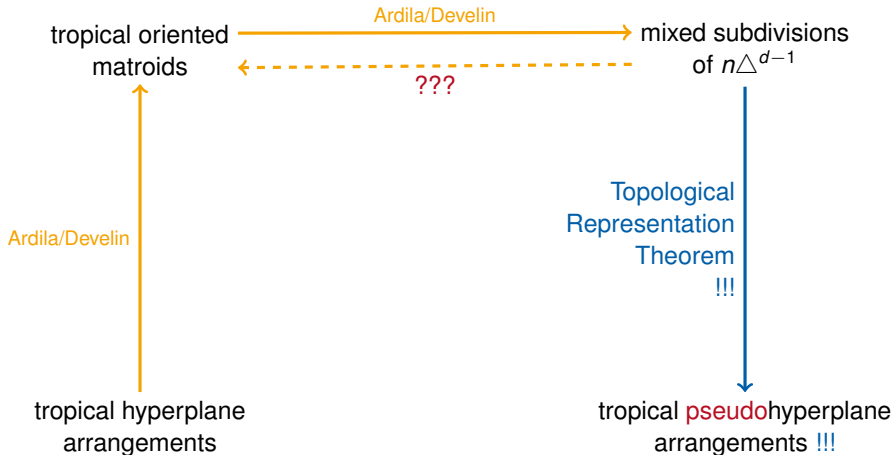 Ardila/Develin
tropical oriented
matroids
mixed subdivisions
of n△^{d−1}
???
Topological
Representation
Theorem
!!!
Ardila/Develin
tropical hyperplane
arrangements
tropical pseudohyperplane
arrangements !!!